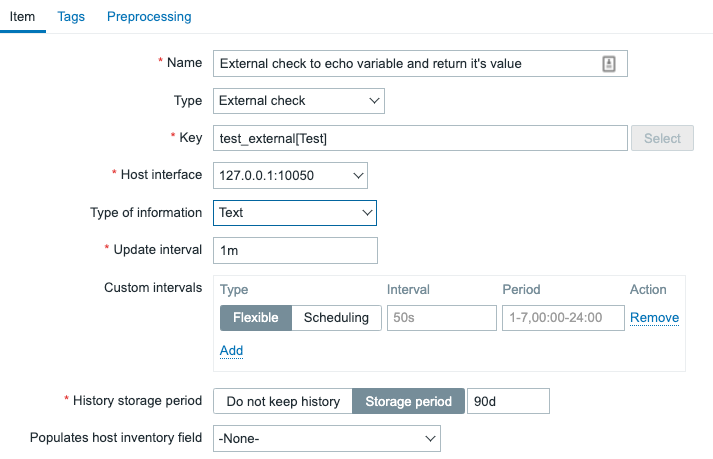 Item Tags Preprocessing
* Name External check to echo variable and return it's value
Type External check
* Key test_external[Test] Select
* Host interface 127.0.0.1:10050
Type of information Text
* Update interval 1m
Custom intervals Type Interval Period Action
Flexible Scheduling 50s 1-7,00:00-24:00 Remove
Add
* History storage period Do not keep history Storage period 90d
Populates host inventory field -None-